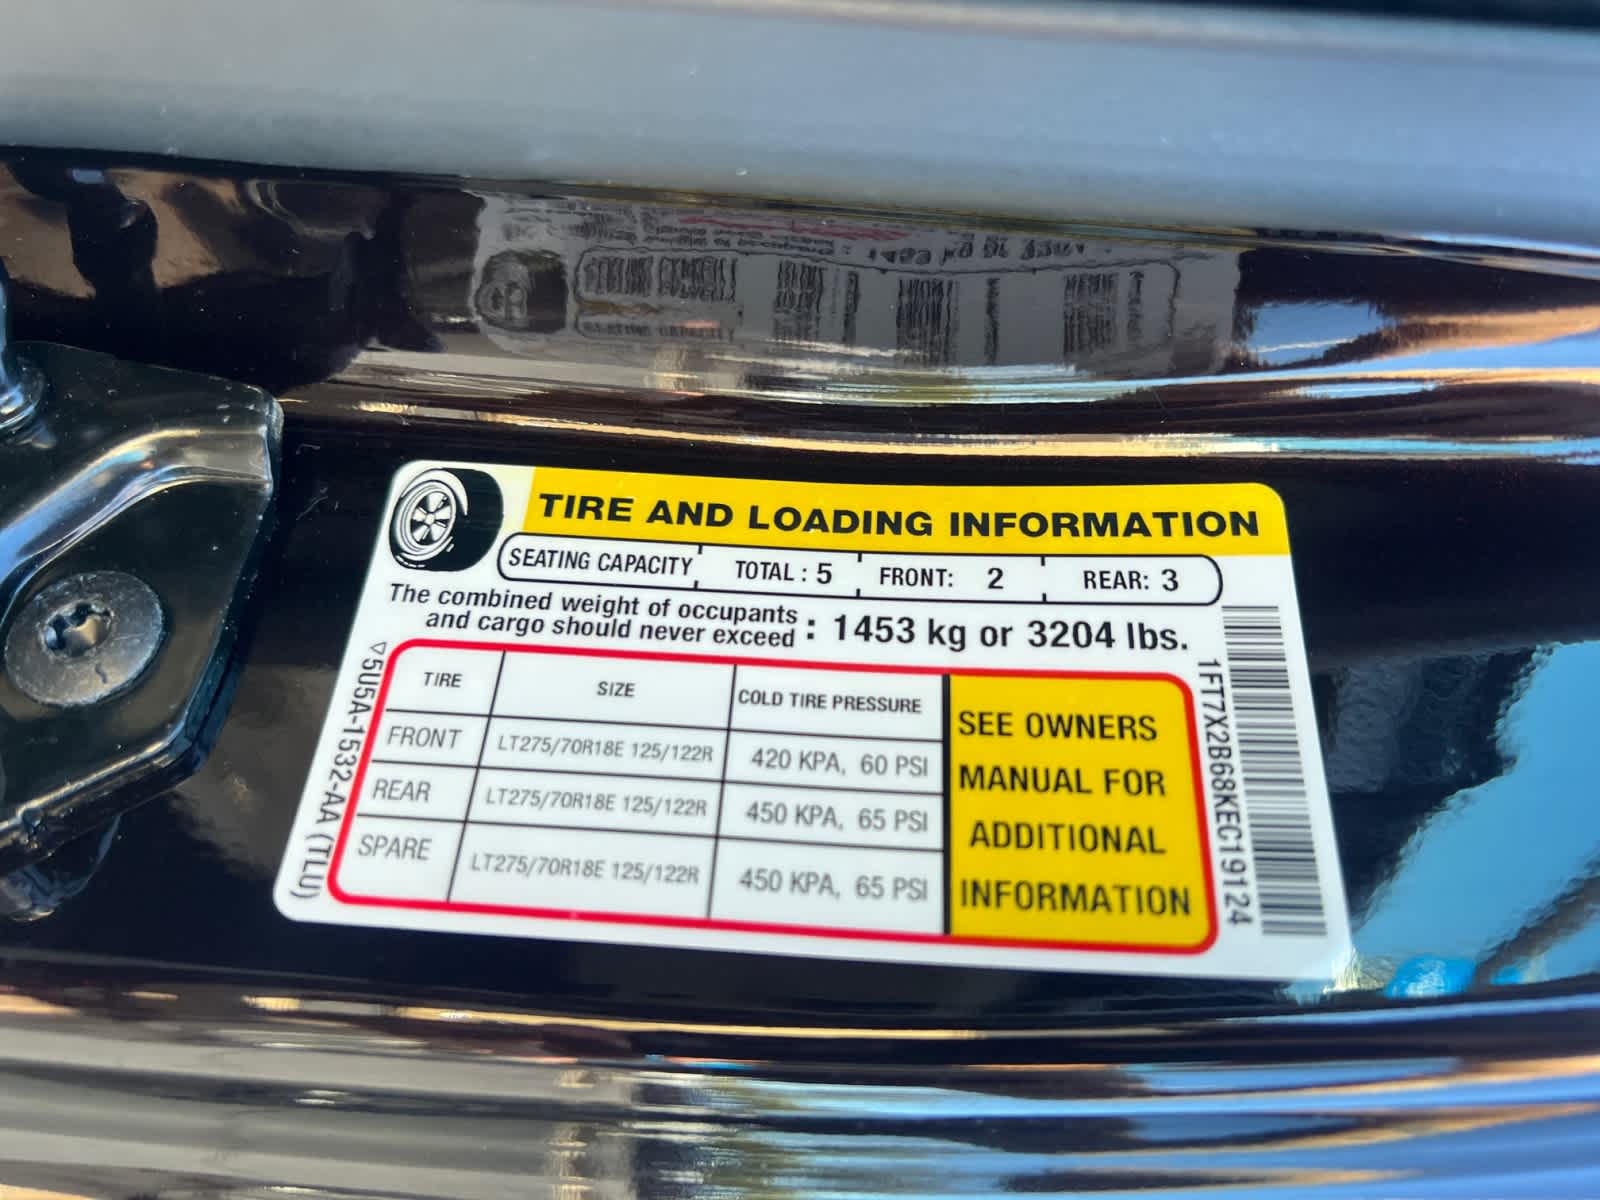 TIRE AND LOADING INFORMATION
SEATING CAPACITY TOTAL : 5 FRONT: 2 REAR: 3
The combined weight of occupants
and cargo should never exceed : 1453 kg or 3204 lbs.
TIRE SIZE COLD TIRE PRESSURE
FRONT LT275/70R18E 125/122R 420 KPA, 60 PSI
REAR LT275/70R18E 125/122R 450 KPA, 65 PSI
SPARE LT275/70R18E 125/122R 450 KPA, 65 PSI
SEE OWNERS
MANUAL FOR
ADDITIONAL
INFORMATION
5U5A-1532-AA (TLU)
1FT7X2B68KEC19124